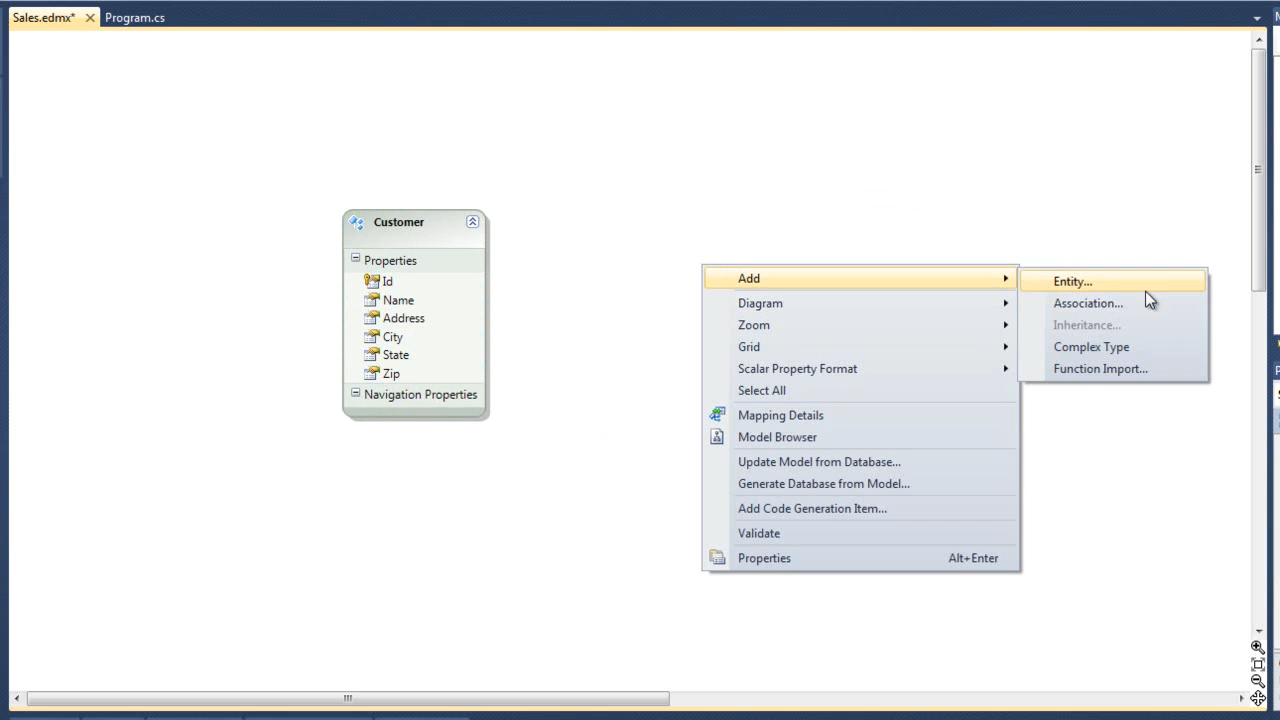 Sales.edmx*
Program.cs
Customer
Properties
Id
Name
Address
City
State
Zip
Navigation Properties
Add
Diagram
Zoom
Grid
Scalar Property Format
Select All
Mapping Details
Model Browser
Update Model from Database...
Generate Database from Model...
Add Code Generation Item...
Validate
Properties Alt+Enter
Entity...
Association...
Inheritance...
Complex Type
Function Import...